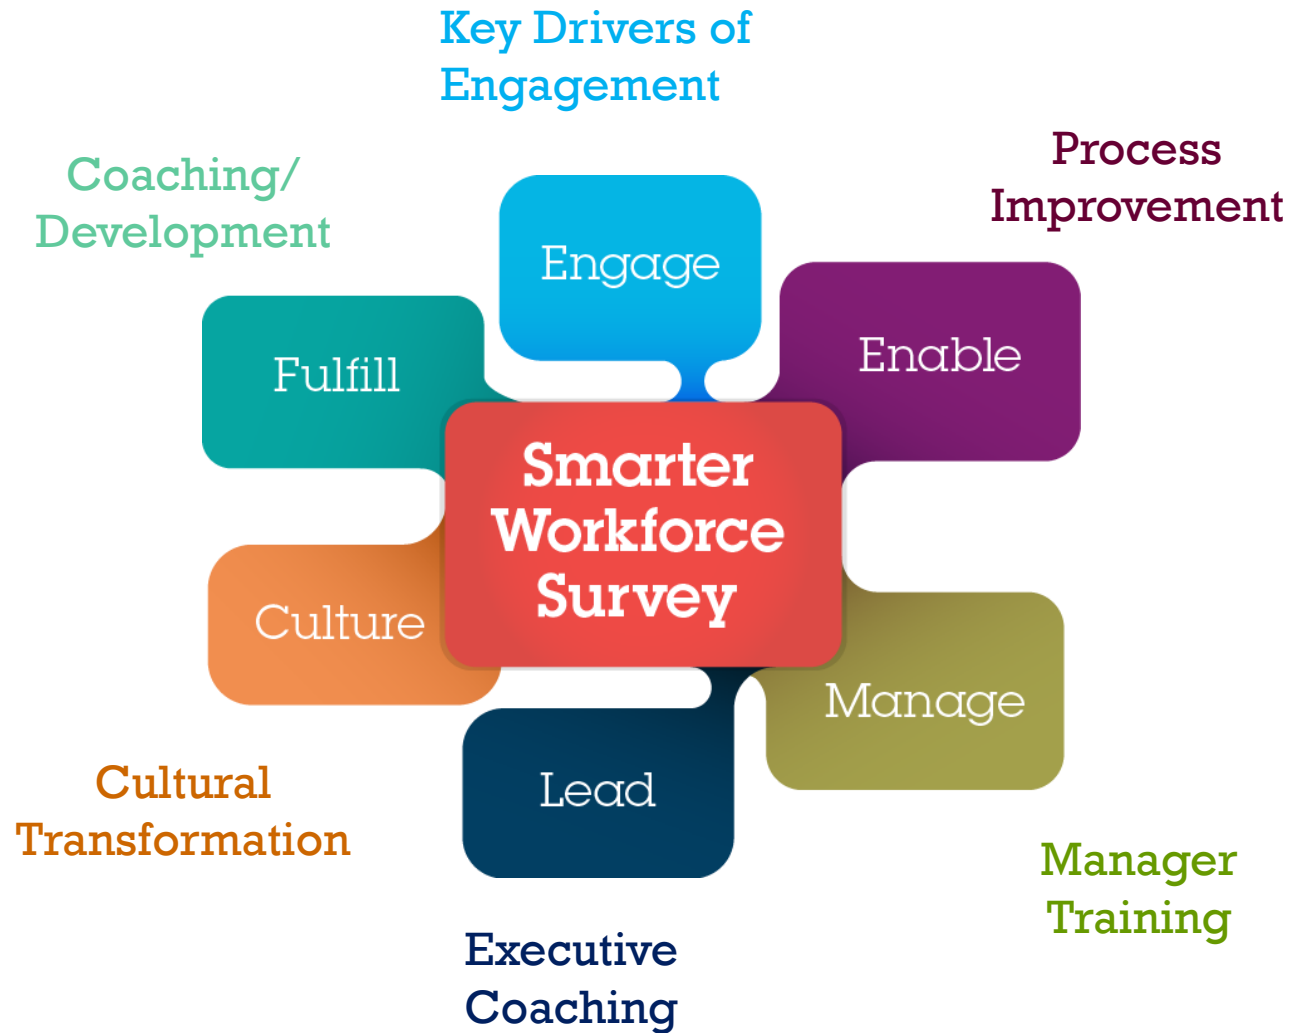 Key Drivers of
Engagement
Coaching/
Development
Process
Improvement
Engage
Enable
Fulfill
Smarter
Workforce
Survey
Culture
Manage
Lead
Cultural
Transformation
Manager
Training
Executive
Coaching